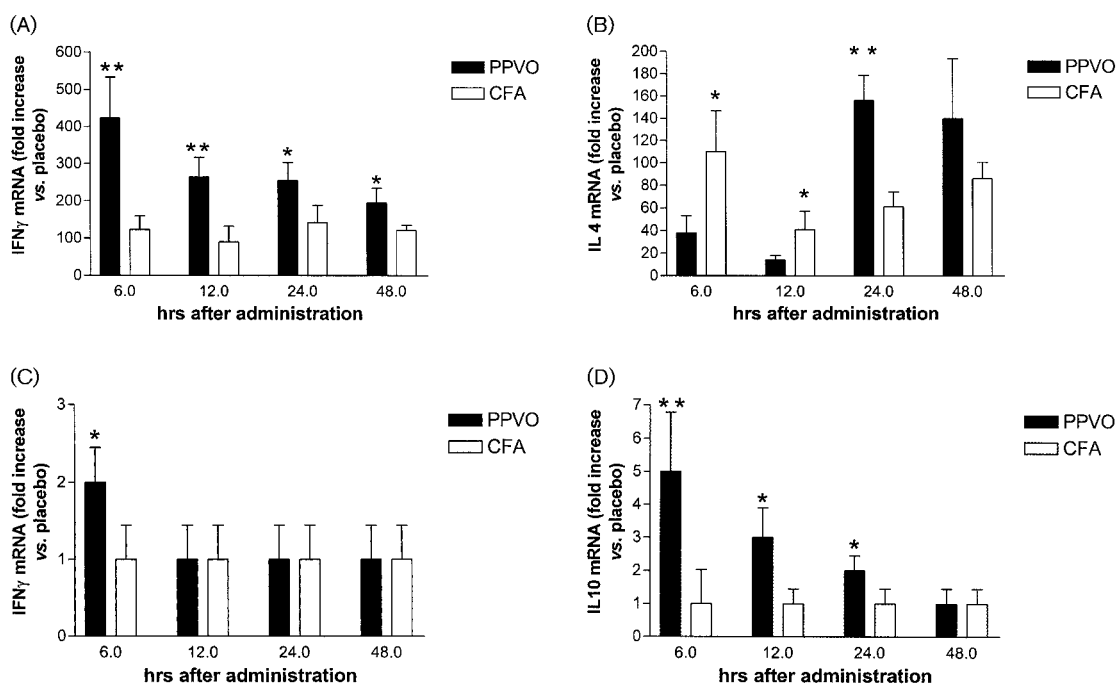 (A)
IFNγ mRNA (fold increase
vs. placebo)
600
500
400
300
200
100
0
**
**
*
*
6.0
12.0
24.0
48.0
hrs after administration
PPVO
CFA
(B)
IL 4 mRNA (fold increase
vs. placebo)
200
180
160
140
120
100
80
60
40
20
0
*
*
**
6.0
12.0
24.0
48.0
hrs after administration
PPVO
CFA
(C)
IFNγ mRNA (fold increase
vs. placebo)
3
2
1
0
*
6.0
12.0
24.0
48.0
hrs after administration
PPVO
CFA
(D)
IL10 mRNA (fold increase
vs. placebo)
7
6
5
4
3
2
1
0
**
*
*
6.0
12.0
24.0
48.0
hrs after administration
PPVO
CFA